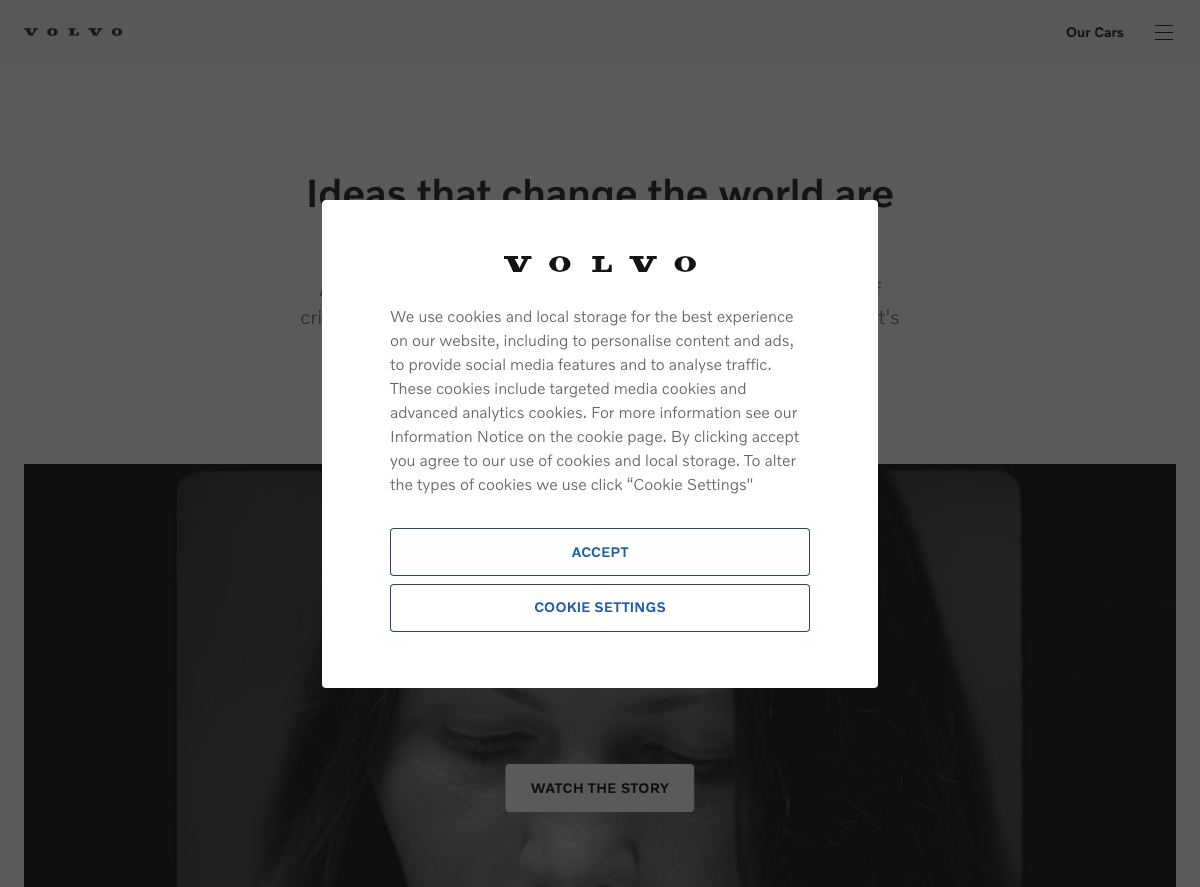 VOLVO
Our Cars
Ideas that change the world are
cri
t's
VOLVO
We use cookies and local storage for the best experience
on our website, including to personalise content and ads,
to provide social media features and to analyse traffic.
These cookies include targeted media cookies and
advanced analytics cookies. For more information see our
Information Notice on the cookie page. By clicking accept
you agree to our use of cookies and local storage. To alter
the types of cookies we use click “Cookie Settings"
ACCEPT
COOKIE SETTINGS
WATCH THE STORY